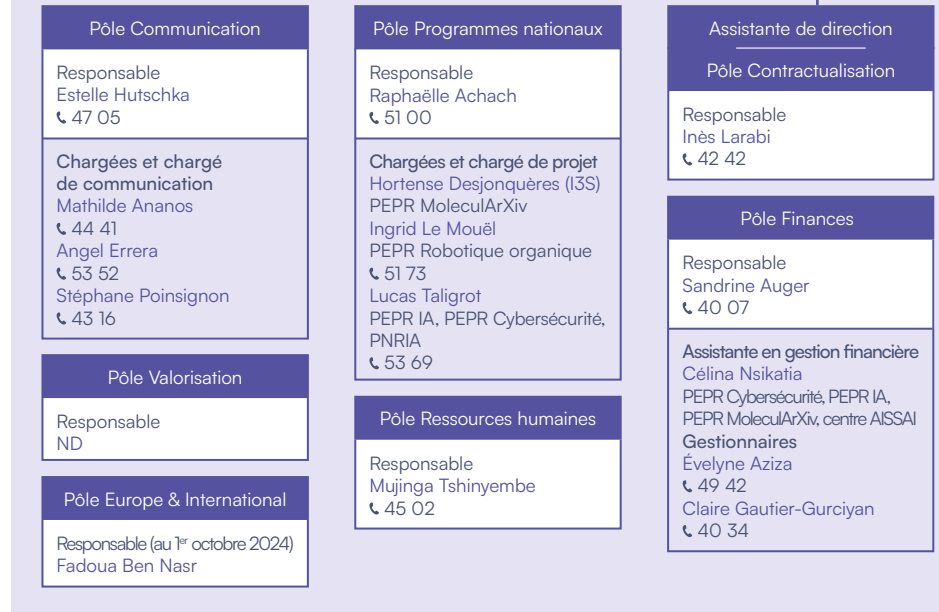 Pôle Communication
Responsable
Estelle Hutschka
47 05
Chargées et chargé
de communication
Mathilde Ananos
44 41
Angel Errera
53 52
Stéphane Poinsignon
43 16
Pôle Valorisation
Responsable
ND
Pôle Europe & International
Responsable (au 1er octobre 2024)
Fadoua Ben Nasr
Pôle Programmes nationaux
Responsable
Raphaëlle Achach
51 00
Chargées et chargé de projet
Hortense Desjonquères (I3S)
PEPR MoleculArXiv
Ingrid Le Mouël
PEPR Robotique organique
51 73
Lucas Taligrot
PEPR IA, PEPR Cybersécurité,
PNRIA
53 69
Pôle Ressources humaines
Responsable
Mujinga Tshinyembe
45 02
Assistante de direction
Pôle Contractualisation
Responsable
Inès Larabi
42 42
Pôle Finances
Responsable
Sandrine Auger
40 07
Assistante en gestion financière
Célina Nsikatia
PEPR Cybersécurité, PEPR IA,
PEPR MoleculArXiv, centre AISSAI
Gestionnaires
Évelyne Aziza
49 42
Claire Gautier-Gurciyan
40 34